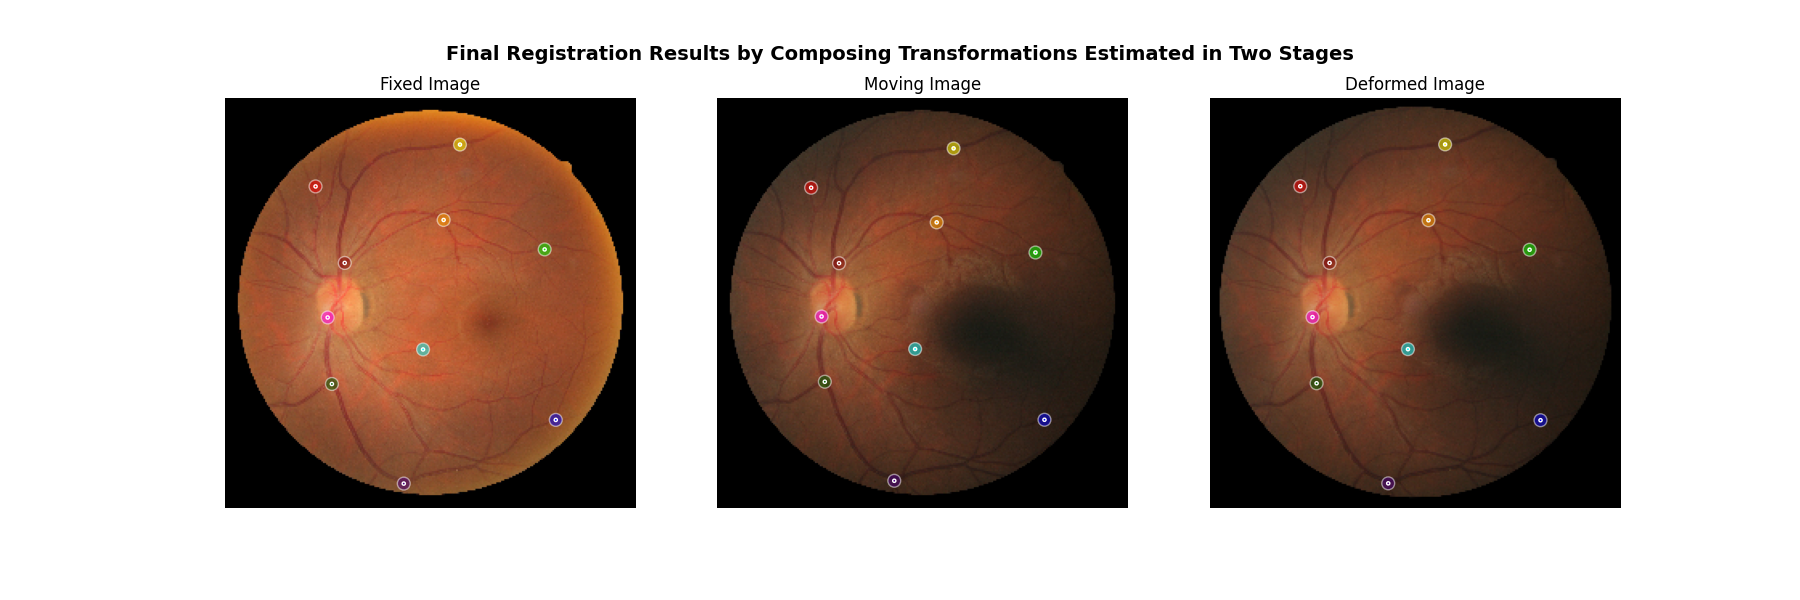 Final Registration Results by Composing Transformations Estimated in Two Stages
Fixed Image
Moving Image
Deformed Image